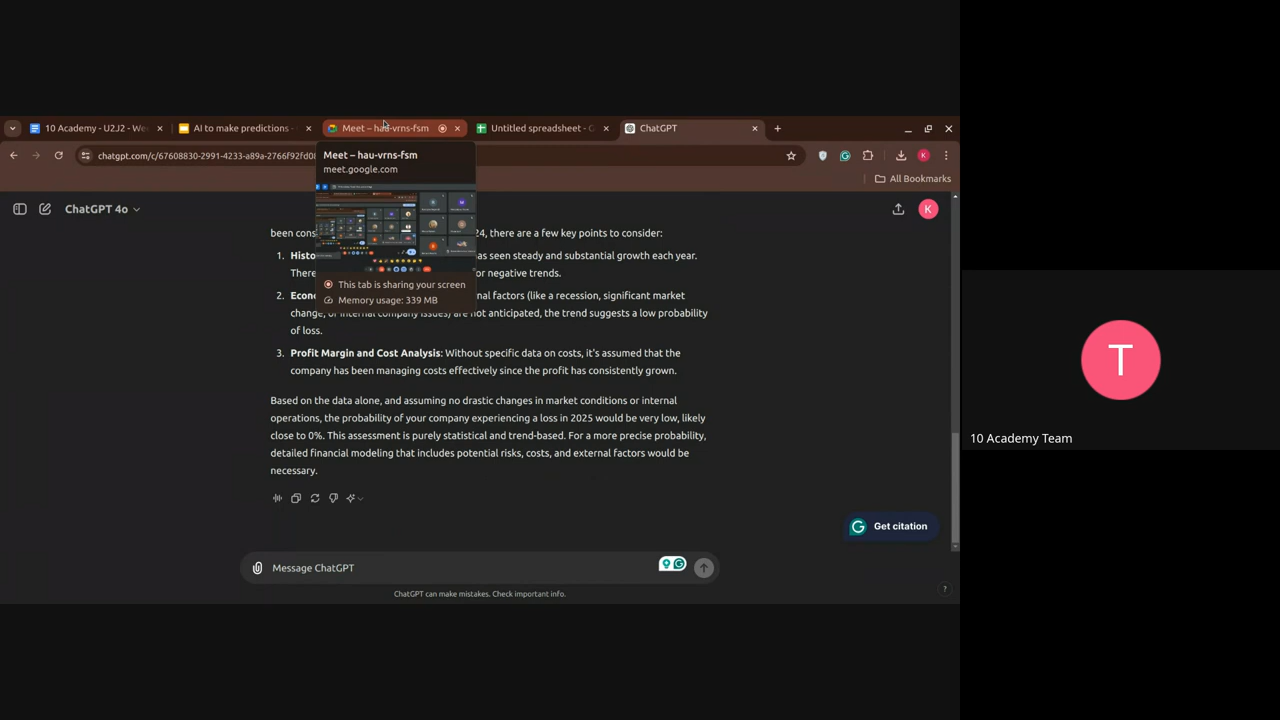 10 Academy - U2J2 - We
AI to make predictions -
Meet – hau-vrns-fsm
Untitled spreadsheet - G
ChatGPT
chatgpt.com/c/67608830-2991-4233-a89a-2766f92fd0
All Bookmarks
Meet – hau-vrns-fsm
meet.google.com
This tab is sharing your screen
Memory usage: 339 MB
ChatGPT 4o
K
been cons 24, there are a few key points to consider:
1. Histo has seen steady and substantial growth each year.
There or negative trends.
2. Econ nal factors (like a recession, significant market
change, or internal company issues) are not anticipated, the trend suggests a low probability
of loss.
3. Profit Margin and Cost Analysis: Without specific data on costs, it's assumed that the
company has been managing costs effectively since the profit has consistently grown.
Based on the data alone, and assuming no drastic changes in market conditions or internal
operations, the probability of your company experiencing a loss in 2025 would be very low, likely
close to 0%. This assessment is purely statistical and trend-based. For a more precise probability,
detailed financial modeling that includes potential risks, costs, and external factors would be
necessary.
Get citation
Message ChatGPT
ChatGPT can make mistakes. Check important info.
?
T
10 Academy Team